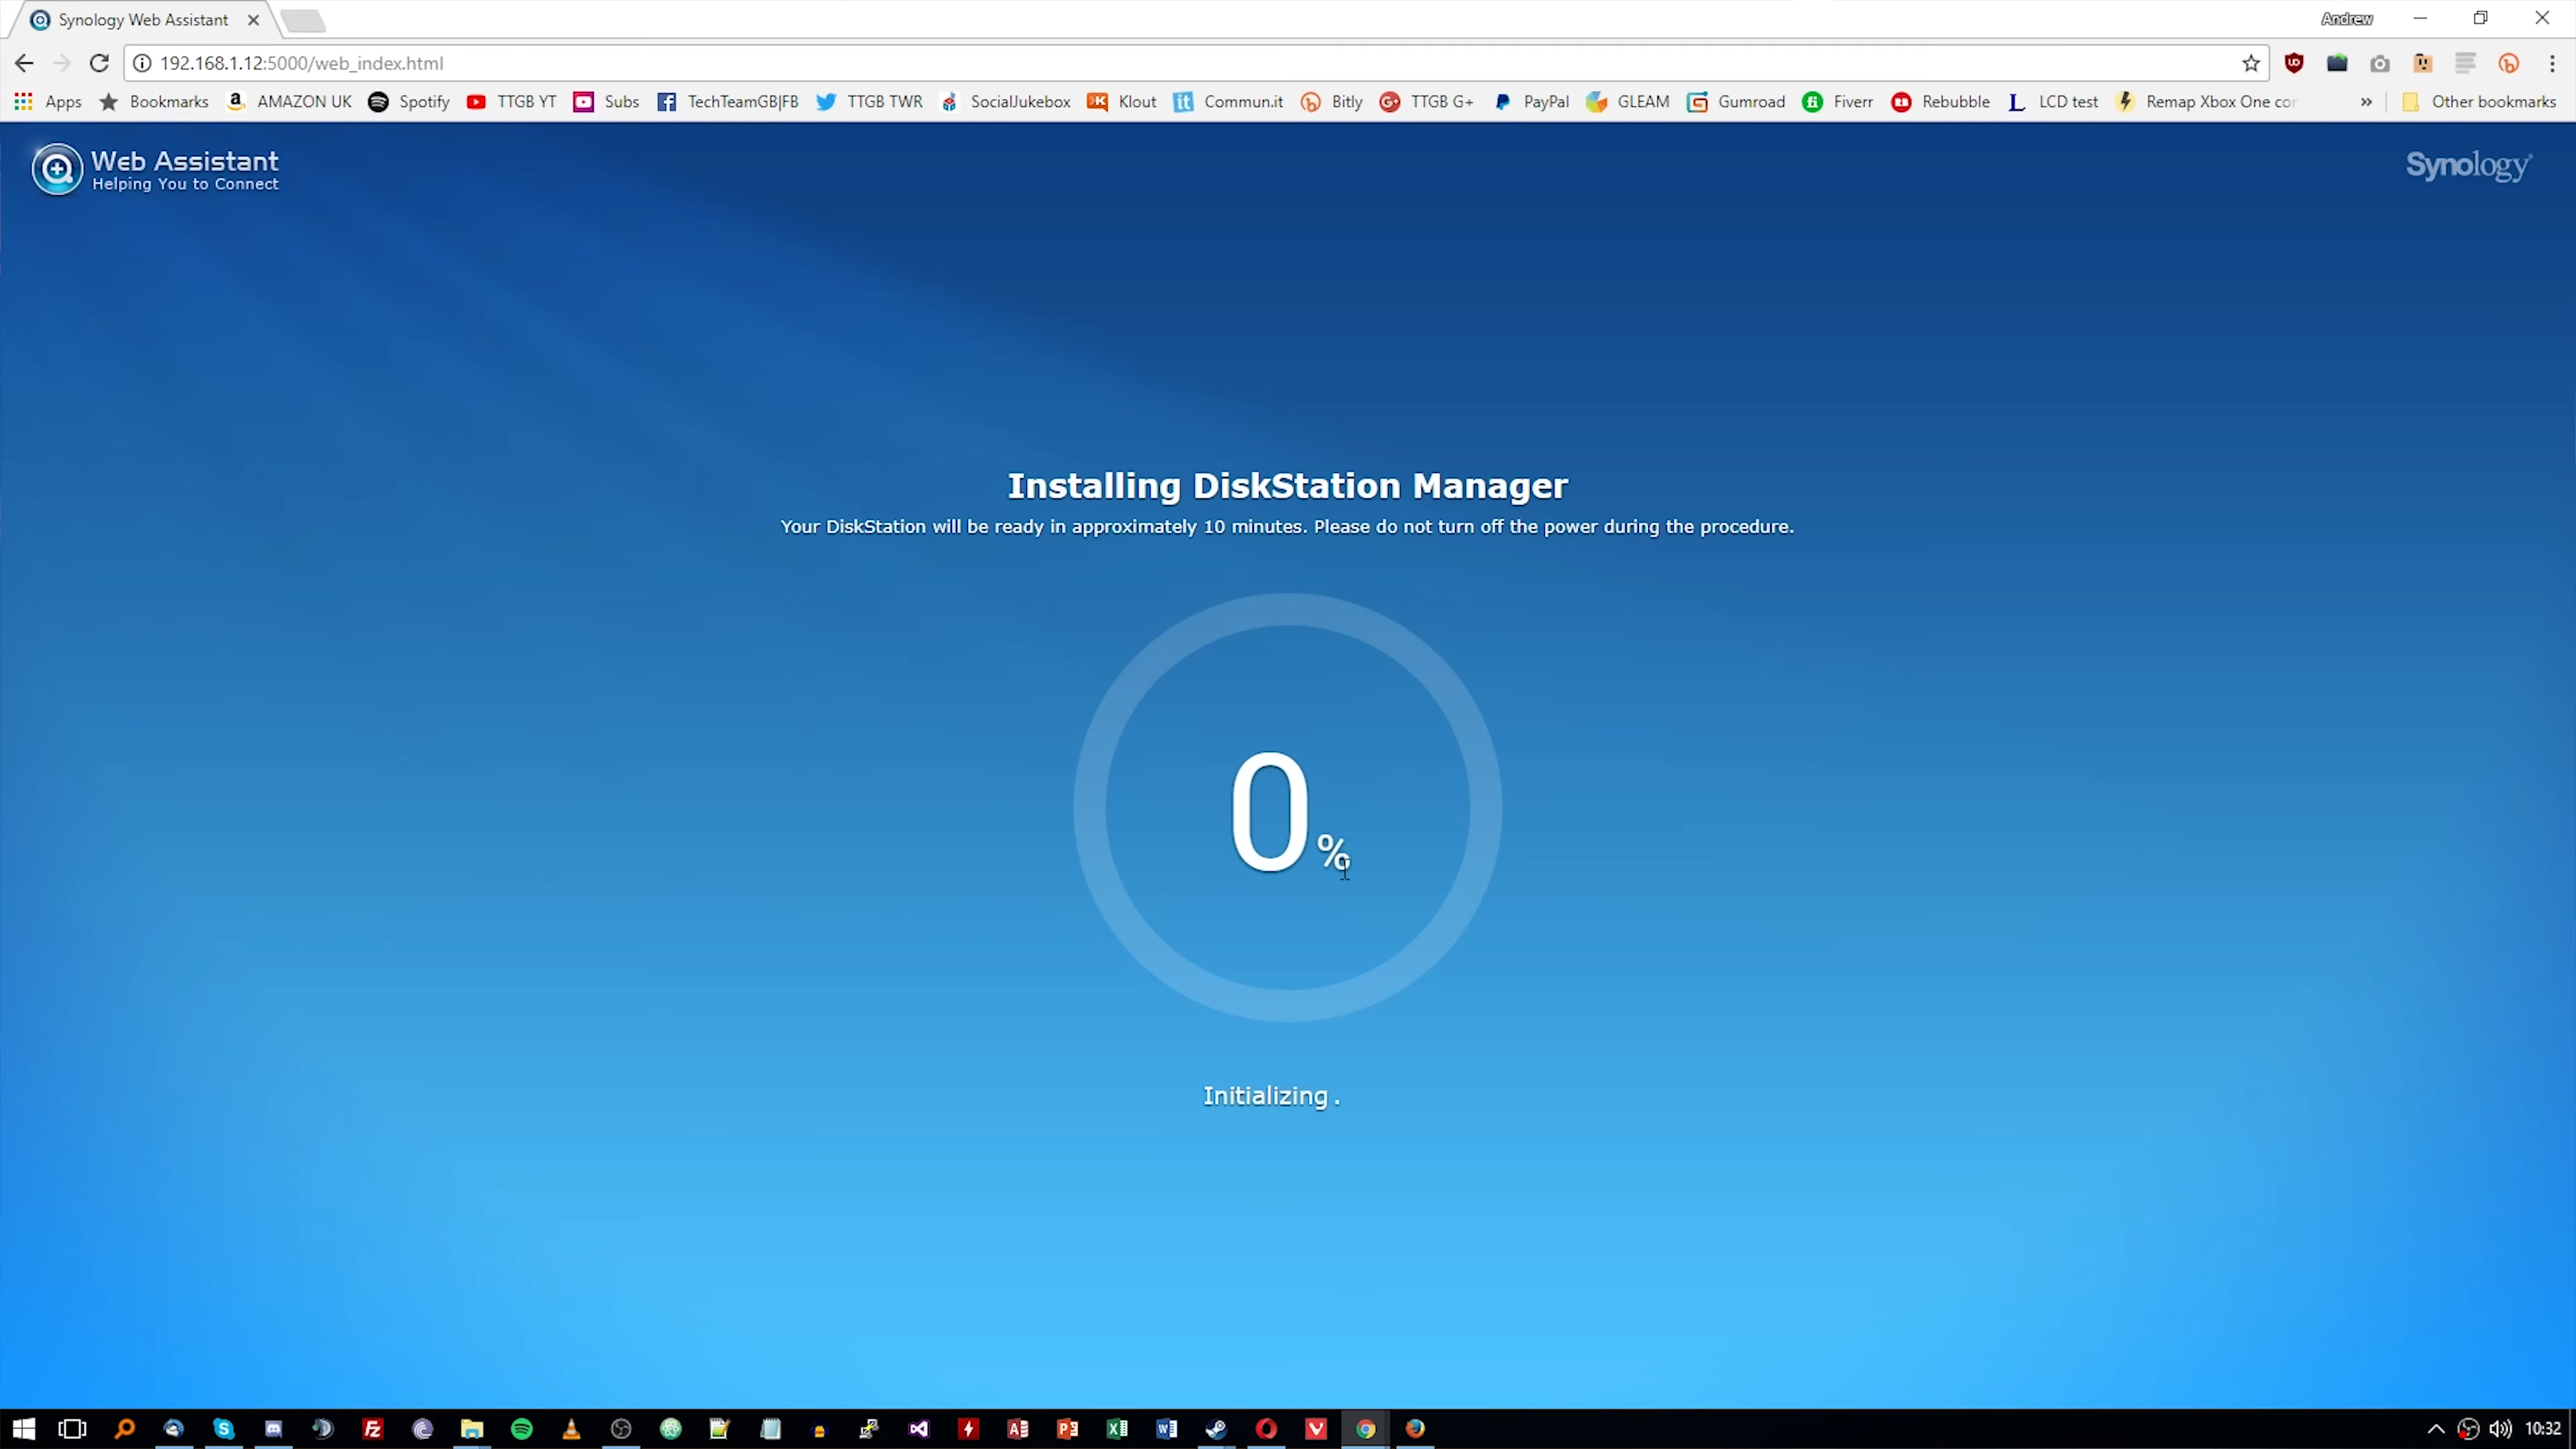 Synology Web Assistant
Andrew
192.168.1.12:5000/web_index.html
Apps Bookmarks AMAZON UK Spotify TTGB YT Subs TechTeamGB|FB TTGB TWR SocialJukebox Klout Commun.it Bitly TTGB G+ PayPal GLEAM Gumroad Fiverr Rebubble LCD test Remap Xbox One cor » Other bookmarks
Web Assistant
Helping You to Connect
Synology
Installing DiskStation Manager
Your DiskStation will be ready in approximately 10 minutes. Please do not turn off the power during the procedure.
0%
Initializing .
10:32